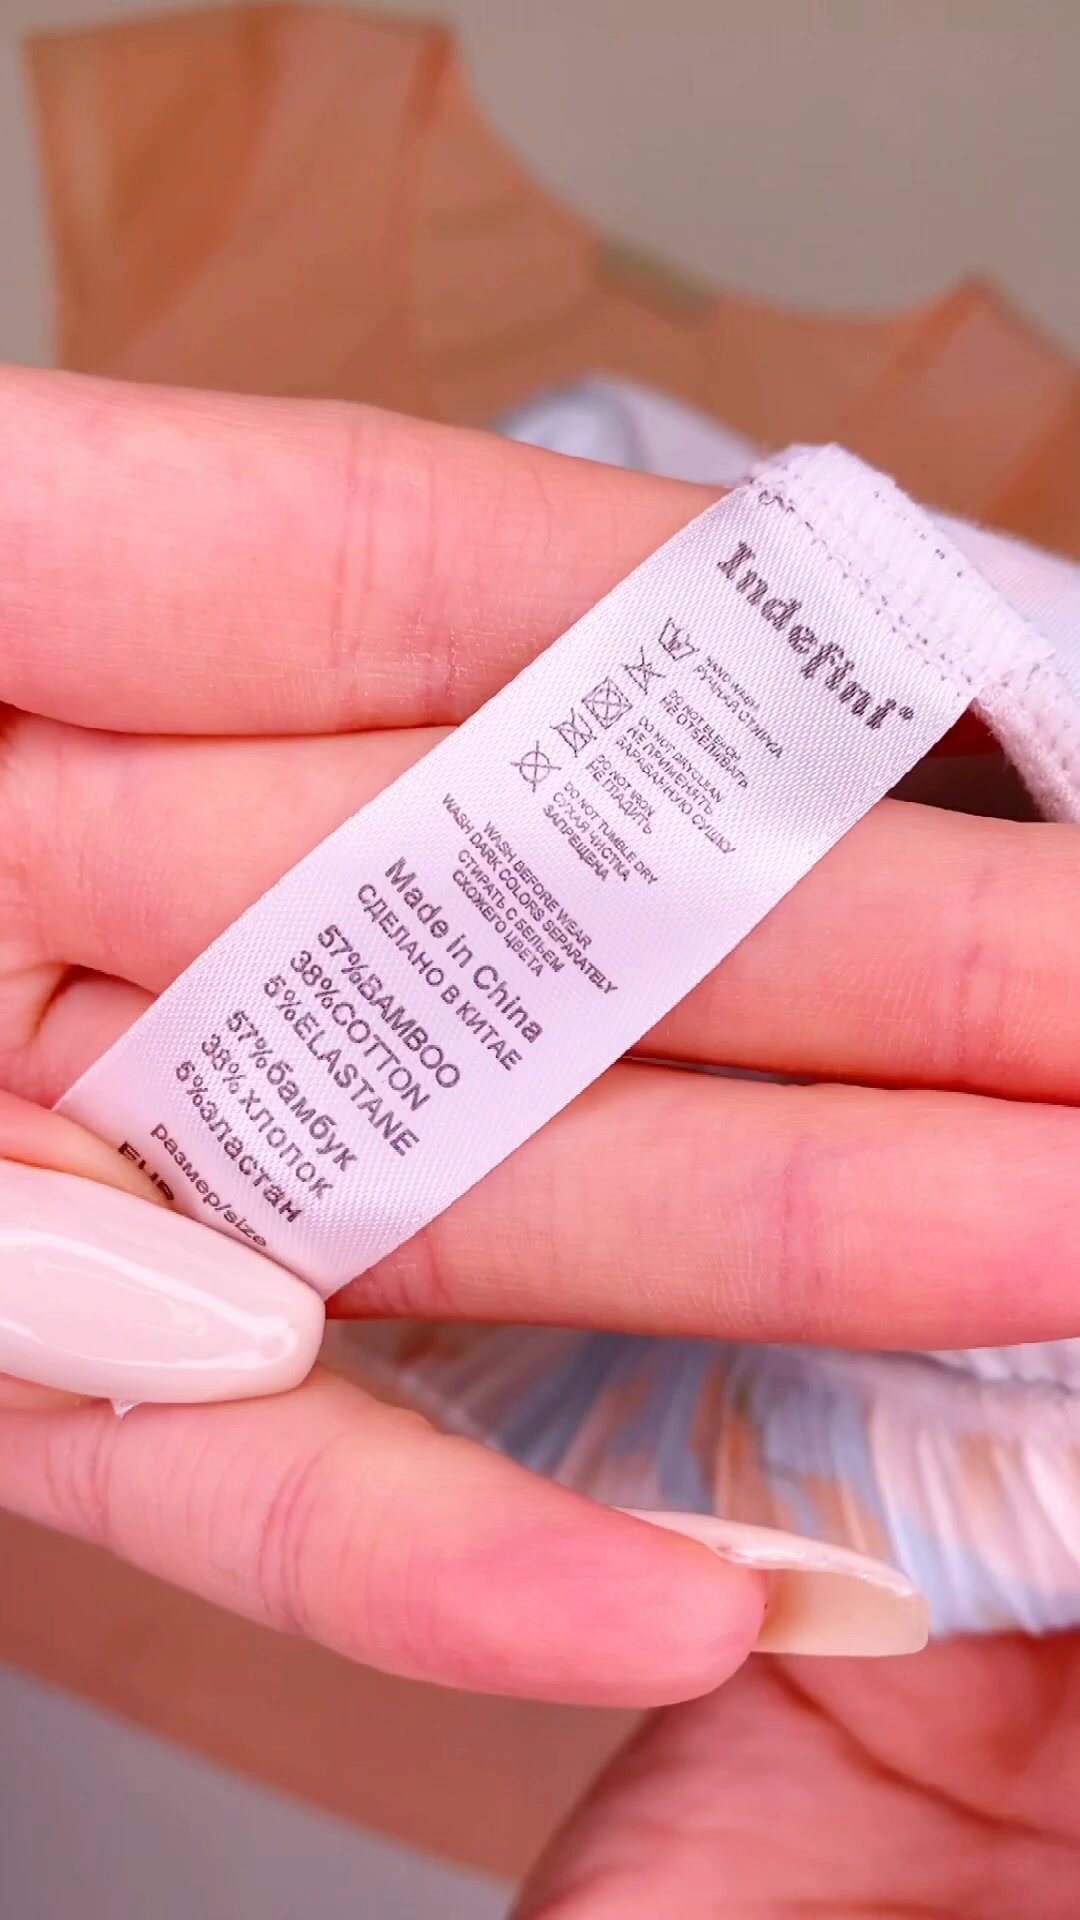 Indefini®
HAND WASH
РУЧНАЯ СТИРКА
DO NOT BLEACH
НЕ ОТБЕЛИВАТЬ
DO NOT DRYCLEAN
НЕ ПРИМЕНЯТЬ
БАРАБАННУЮ СУШКУ
DO NOT IRON
НЕ ГЛАДИТЬ
DO NOT TUMBLE DRY
СУХАЯ ЧИСТКА
ЗАПРЕЩЕНА
WASH BEFORE WEAR
WASH DARK COLORS SEPARATELY
СТИРАТЬ С БЕЛЬЕМ
СХОЖЕГО ЦВЕТА
Made in China
СДЕЛАНО В КИТАЕ
57%BAMBOO
38%COTTON
5%ELASTANE
57%бамбук
38%хлопок
5%эластан
размер/size
EUR